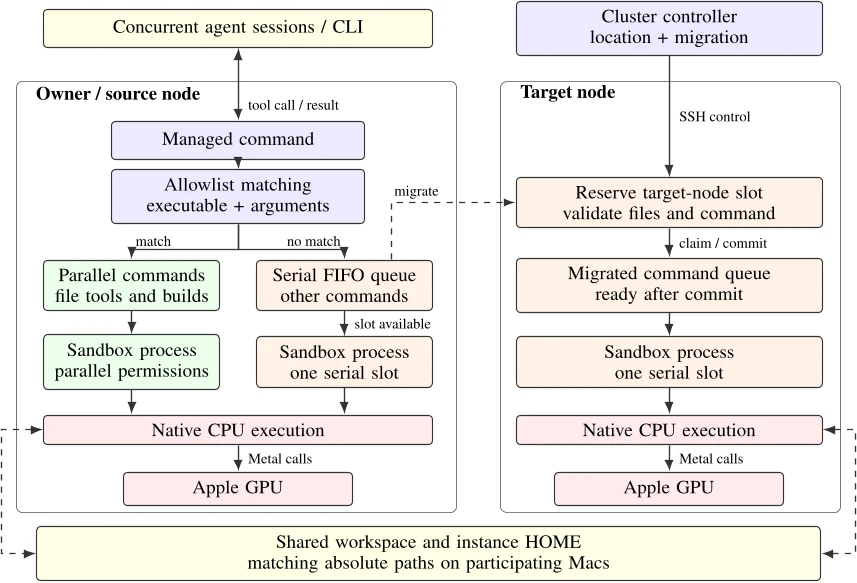 Concurrent agent sessions / CLI
Cluster controller
location + migration
Owner / source node
Target node
tool call / result
SSH control
Managed command
Allowlist matching
executable + arguments
migrate
Reserve target-node slot
validate files and command
match
no match
claim / commit
Parallel commands
file tools and builds
Serial FIFO queue
other commands
Migrated command queue
ready after commit
slot available
Sandbox process
parallel permissions
Sandbox process
one serial slot
Sandbox process
one serial slot
Native CPU execution
Native CPU execution
Metal calls
Metal calls
Apple GPU
Apple GPU
Shared workspace and instance HOME
matching absolute paths on participating Macs